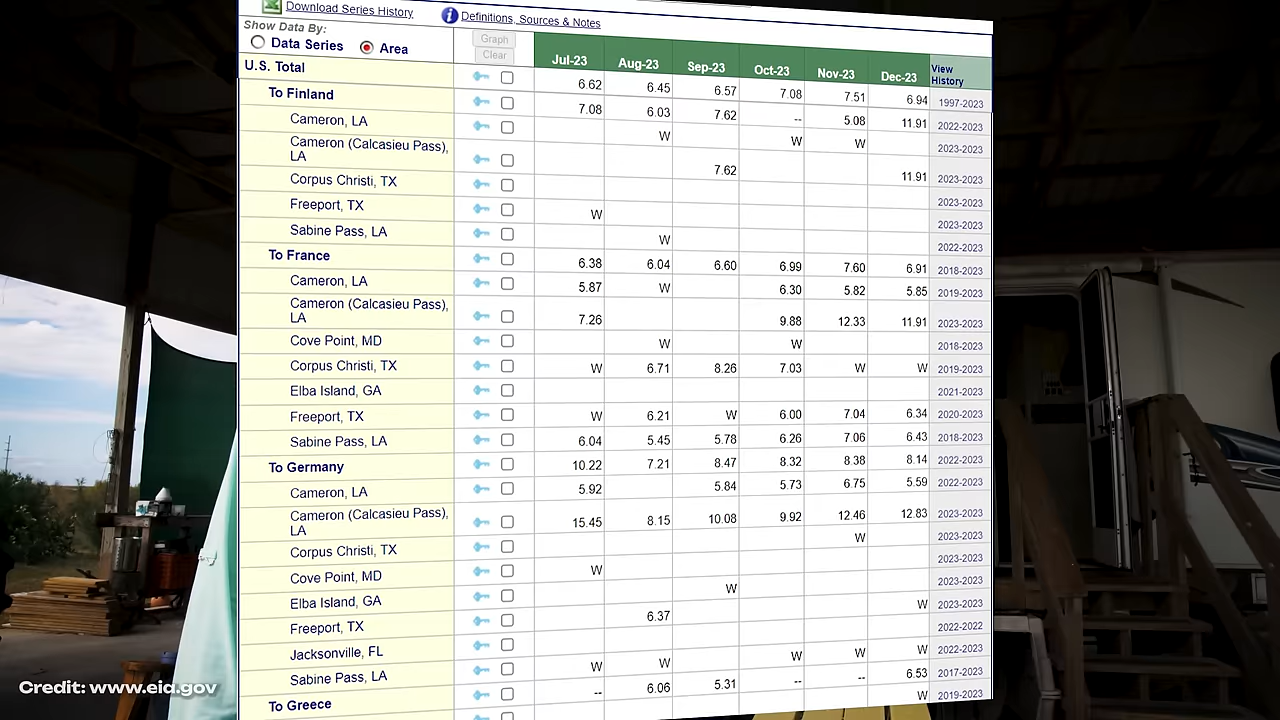 Download Series History Definitions, Sources & Notes
Show Data By:
Data Series Area
Graph
Clear
Jul-23 Aug-23 Sep-23 Oct-23 Nov-23 Dec-23 View
History
U.S. Total 6.62 6.45 6.57 7.08 7.51 6.94 1997-2023
To Finland 7.08 6.03 7.62 -- 5.08 11.91 2022-2023
Cameron, LA W W W 2023-2023
Cameron (Calcasieu Pass),
LA 7.62 11.91 2023-2023
Corpus Christi, TX 2023-2023
Freeport, TX W 2023-2023
Sabine Pass, LA W 2022-2023
To France 6.38 6.04 6.60 6.99 7.60 6.91 2018-2023
Cameron, LA 5.87 W 6.30 5.82 5.85 2019-2023
Cameron (Calcasieu Pass),
LA 7.26 9.88 12.33 11.91 2023-2023
Cove Point, MD W W 2018-2023
Corpus Christi, TX W 6.71 8.26 7.03 W W 2019-2023
Elba Island, GA 2021-2023
Freeport, TX W 6.21 W 6.00 7.04 6.34 2020-2023
Sabine Pass, LA 6.04 5.45 5.78 6.26 7.06 6.43 2018-2023
To Germany 10.22 7.21 8.47 8.32 8.38 8.14 2022-2023
Cameron, LA 5.92 5.84 5.73 6.75 5.59 2022-2023
Cameron (Calcasieu Pass),
LA 15.45 8.15 10.08 9.92 12.46 12.83 2023-2023
Corpus Christi, TX W 2023-2023
Cove Point, MD W 2023-2023
Elba Island, GA W 2023-2023
Freeport, TX 6.37 W 2023-2023
Jacksonville, FL 2022-2022
Sabine Pass, LA W W W W W 2022-2023
To Greece -- 6.06 5.31 -- -- 6.53 2017-2023
W 2019-2023
Credit: www.eia.gov